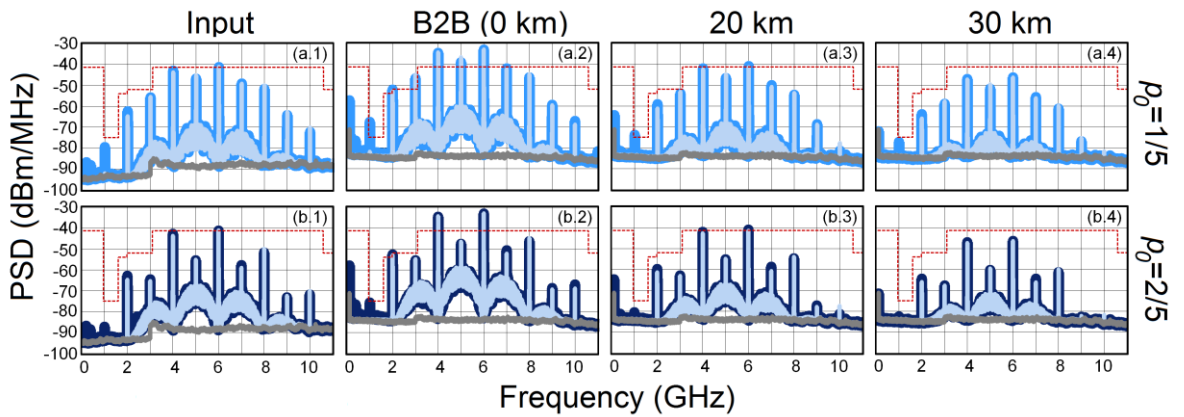 Input B2B (0 km) 20 km 30 km
PSD (dBm/MHz)
-30 (a.1) (a.2) (a.3) (a.4)
-40
-50
-60
-70
-80
-90
-100
p0=1/5
-30 (b.1) (b.2) (b.3) (b.4)
-40
-50
-60
-70
-80
-90
-100
p0=2/5
0 2 4 6 8 10 0 2 4 6 8 10 0 2 4 6 8 10 0 2 4 6 8 10
Frequency (GHz)